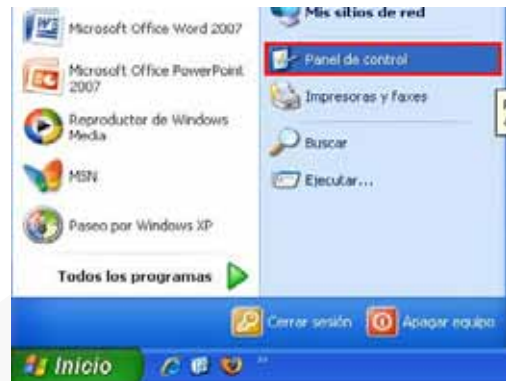 Microsoft Office Word 2007
Microsoft Office PowerPoint
2007
Reproductor de Windows
Media
MSN
Paseo por Windows XP
Todos los programas
Mis sitios de red
Panel de control
Impresoras y faxes
Buscar
Ejecutar...
Cerrar sesión
Apagar equipo
Inicio